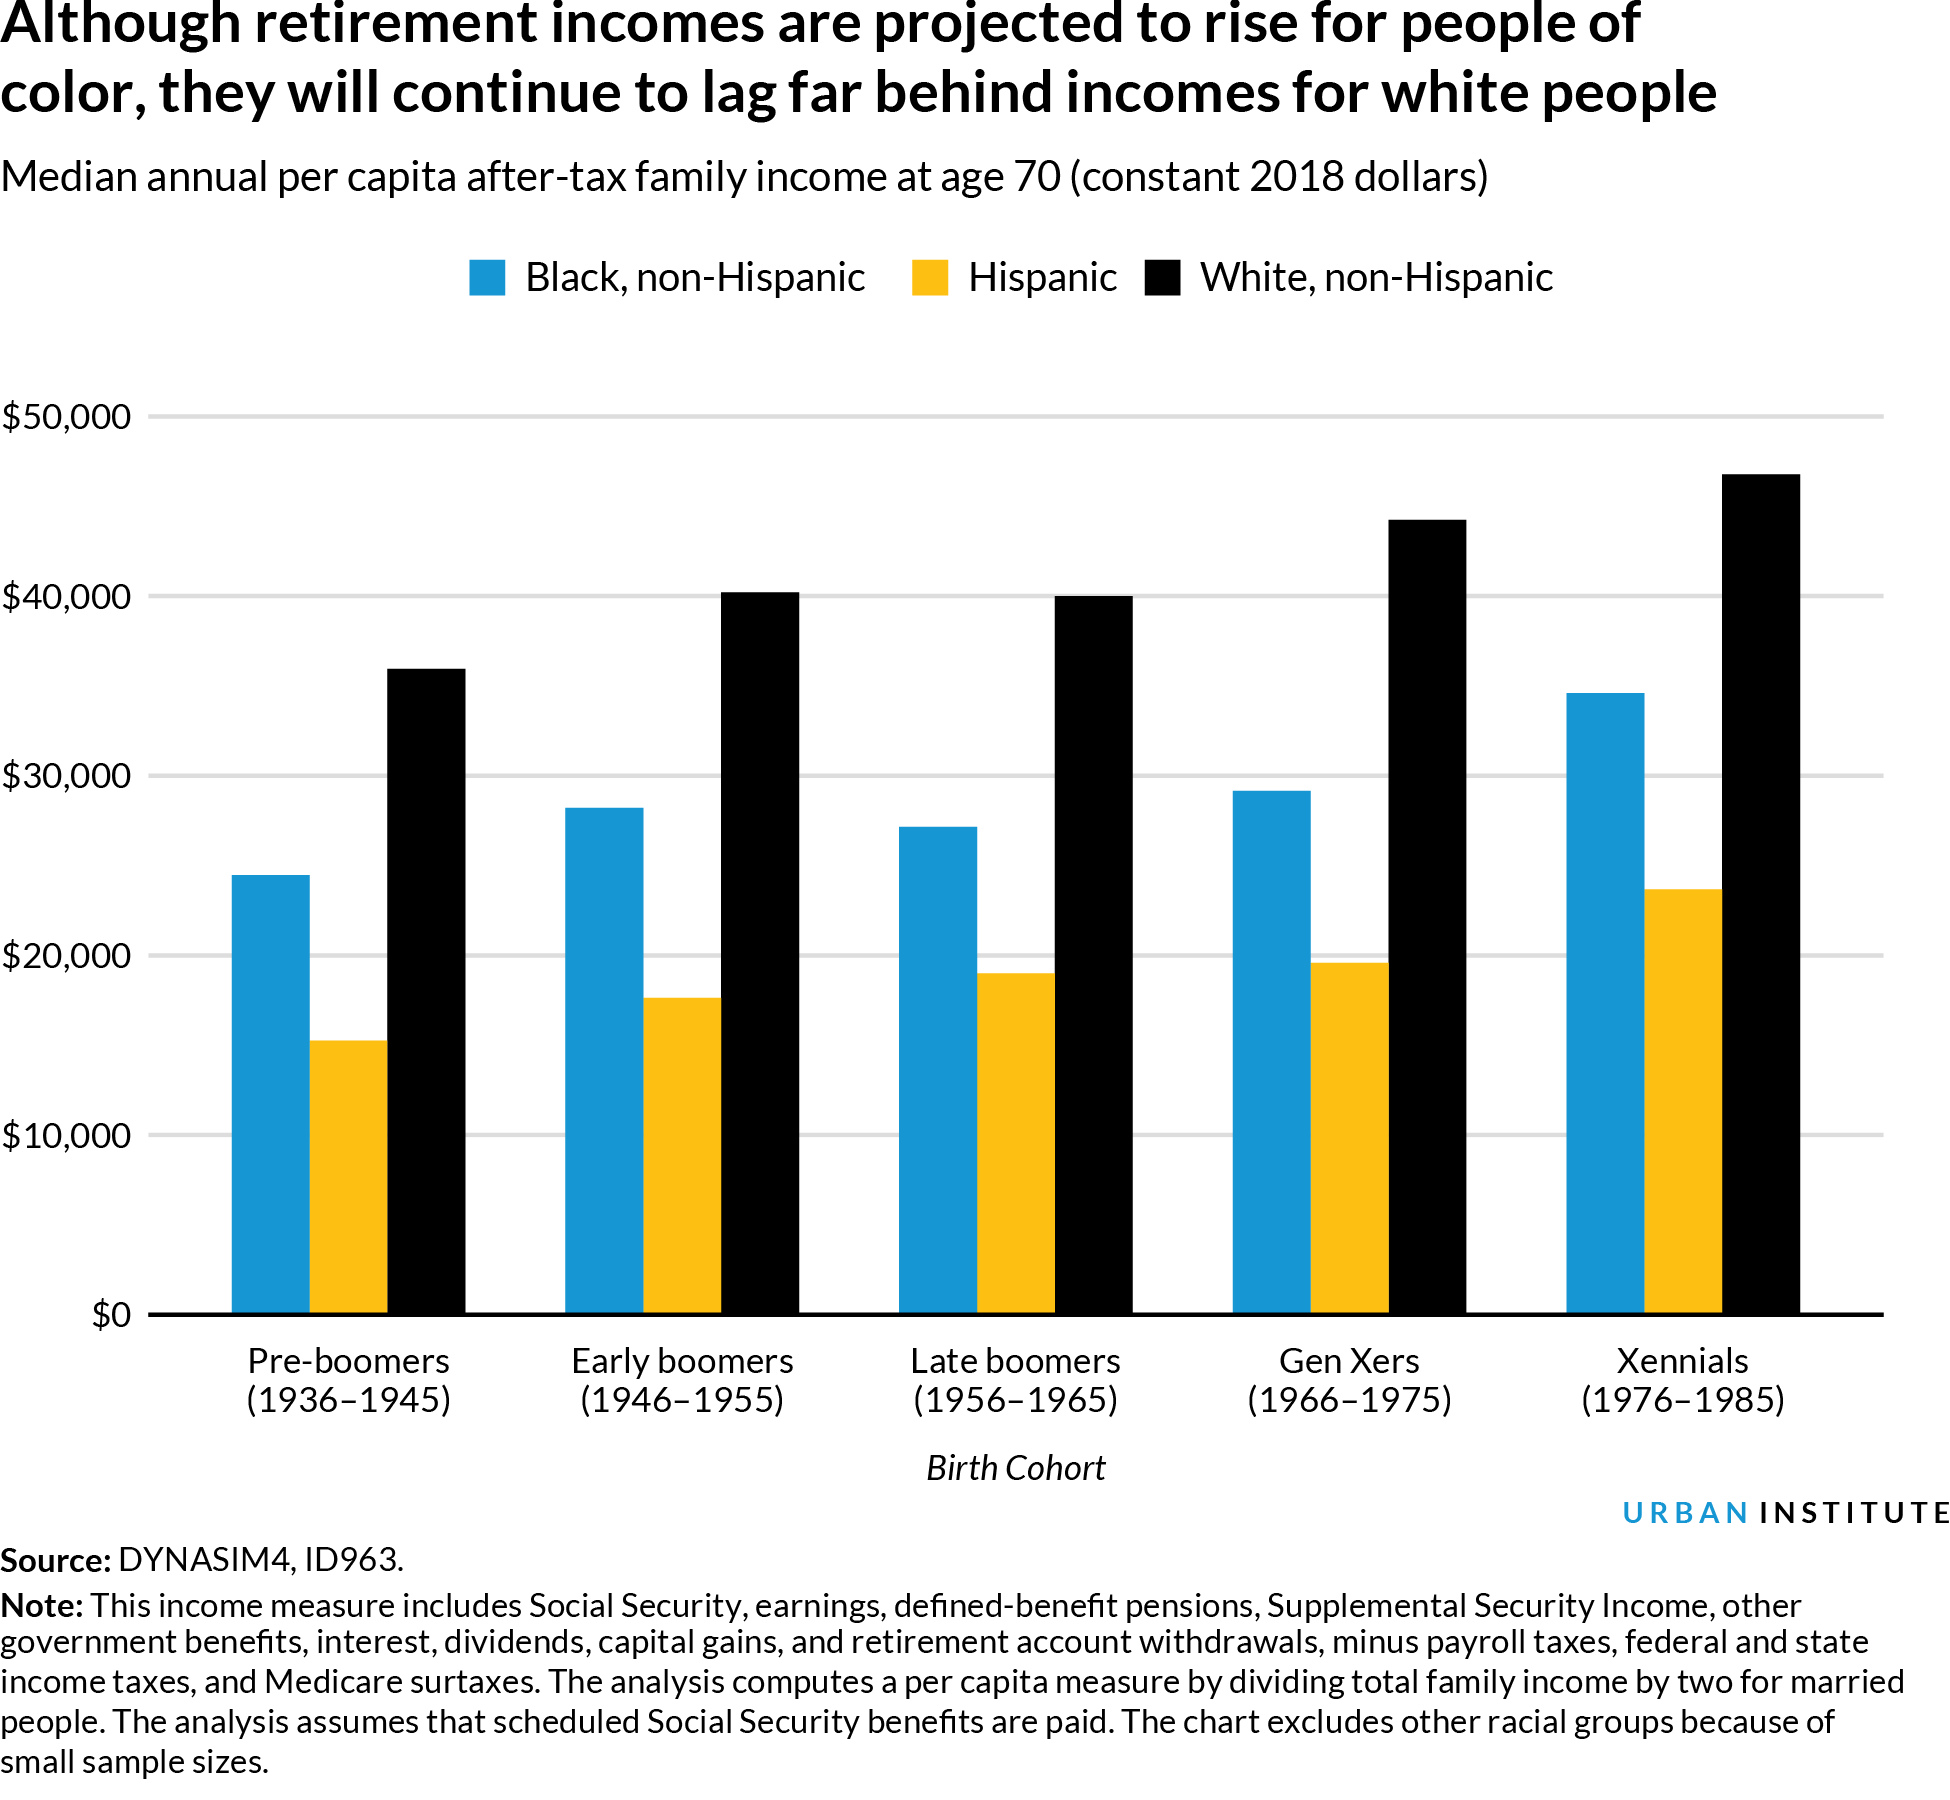 Although retirement incomes are projected to rise for people of
color, they will continue to lag far behind incomes for white people
Median annual per capita after-tax family income at age 70 (constant 2018 dollars)
Black, non-Hispanic Hispanic White, non-Hispanic
$50,000
$40,000
$30,000
$20,000
$10,000
$0
Pre-boomers Early boomers Late boomers Gen Xers Xennials
(1936–1945) (1946–1955) (1956–1965) (1966–1975) (1976–1985)
Birth Cohort
URBAN INSTITUTE
Source: DYNASIM4, ID963.
Note: This income measure includes Social Security, earnings, defined-benefit pensions, Supplemental Security Income, other
government benefits, interest, dividends, capital gains, and retirement account withdrawals, minus payroll taxes, federal and state
income taxes, and Medicare surtaxes. The analysis computes a per capita measure by dividing total family income by two for married
people. The analysis assumes that scheduled Social Security benefits are paid. The chart excludes other racial groups because of
small sample sizes.